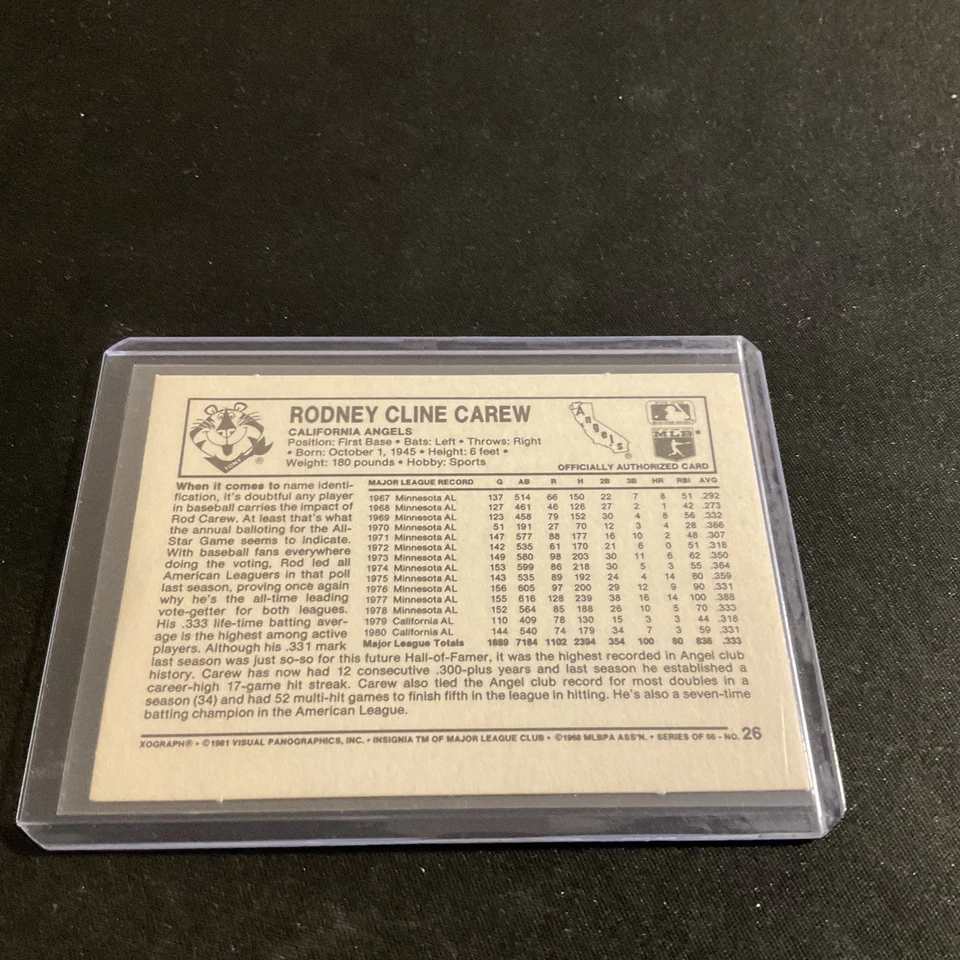 RODNEY CLINE CAREW
CALIFORNIA ANGELS
Position: First Base • Bats: Left • Throws: Right
• Born: October 1, 1945 • Height: 6 feet •
Weight: 180 pounds • Hobby: Sports
TONY ®
Angels ®
MLB
OFFICIALLY AUTHORIZED CARD
When it comes to name identi-
fication, it's doubtful any player
in baseball carries the impact of
Rod Carew. At least that's what
the annual balloting for the All-
Star Game seems to indicate.
With baseball fans everywhere
doing the voting, Rod led all
American Leaguers in that poll
last season, proving once again
why he's the all-time leading
vote-getter for both leagues.
His .333 life-time batting aver-
age is the highest among active
players. Although his .331 mark
last season was just so-so for this future Hall-of-Famer, it was the highest recorded in Angel club
history. Carew has now had 12 consecutive .300-plus years and last season he established a
career-high 17-game hit streak. Carew also tied the Angel club record for most doubles in a
season (34) and had 52 multi-hit games to finish fifth in the league in hitting. He's also a seven-time
batting champion in the American League.
MAJOR LEAGUE RECORD G AB R H 2B 3B HR RBI AVG
1967 Minnesota AL 137 514 66 150 22 7 8 51 .292
1968 Minnesota AL 127 461 46 126 27 2 1 42 .273
1969 Minnesota AL 123 458 79 152 30 4 8 56 .332
1970 Minnesota AL 51 191 27 70 12 3 4 28 .366
1971 Minnesota AL 147 577 88 177 16 10 2 48 .307
1972 Minnesota AL 142 535 61 170 21 6 0 51 .318
1973 Minnesota AL 149 580 98 203 30 11 6 62 .350
1974 Minnesota AL 153 599 86 218 30 5 3 55 .364
1975 Minnesota AL 143 535 89 192 24 4 14 80 .359
1976 Minnesota AL 156 605 97 200 29 12 9 90 .331
1977 Minnesota AL 155 616 128 239 38 16 14 100 .388
1978 Minnesota AL 152 564 85 188 26 10 5 70 .333
1979 California AL 110 409 78 130 15 3 3 44 .318
1980 California AL 144 540 74 179 34 7 3 59 .331
Major League Totals 1889 7184 1102 2394 354 100 80 836 .333
XOGRAPH® • ©1981 VISUAL PANOGRAPHICS, INC. • INSIGNIA TM OF MAJOR LEAGUE CLUB • ©1968 MLBPA ASS'N. • SERIES OF 66 - NO. 26